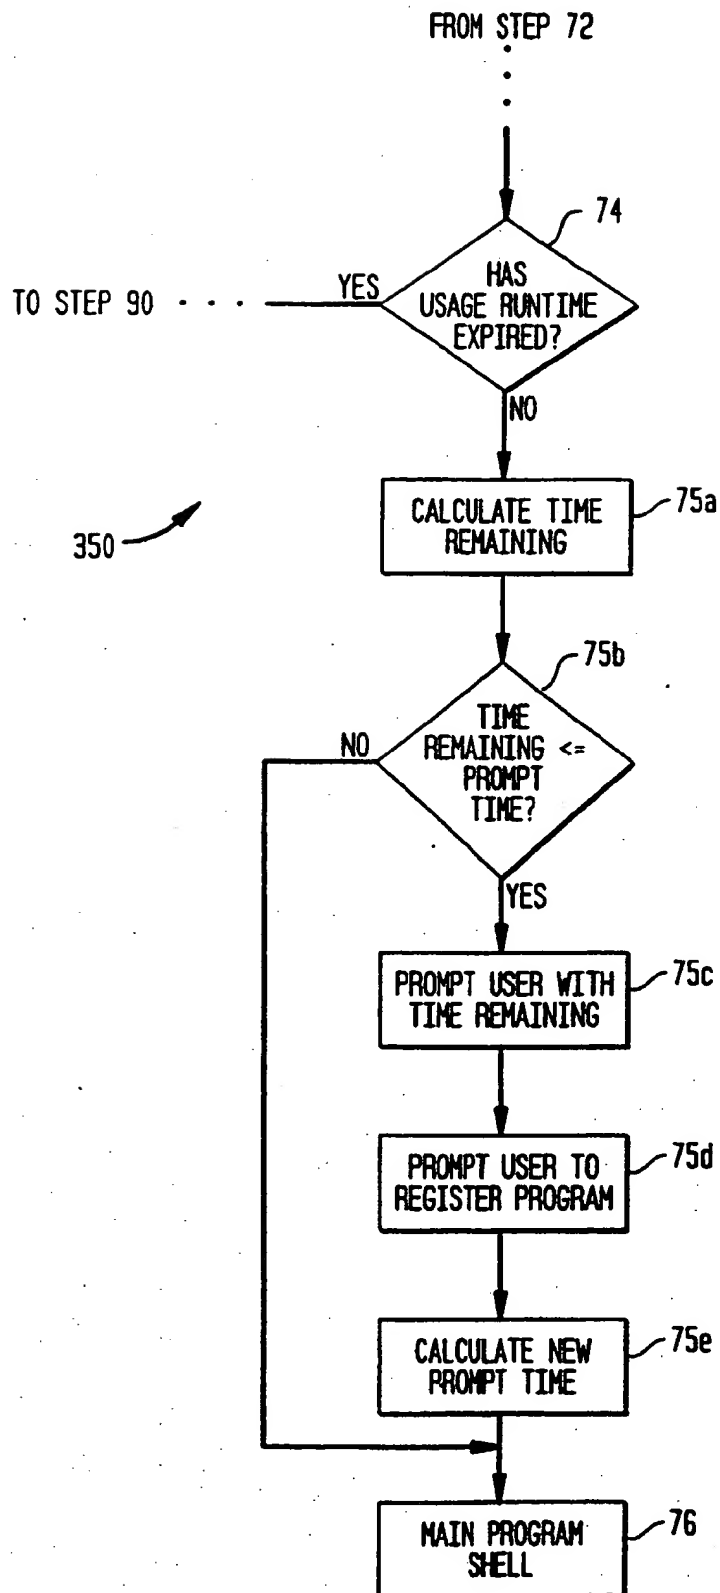 FROM STEP 72
74
HAS
USAGE RUNTIME
EXPIRED?
YES
TO STEP 90
NO
350
CALCULATE TIME
REMAINING
75a
75b
TIME
REMAINING <=
PROMPT
TIME?
NO
YES
PROMPT USER WITH
TIME REMAINING
75c
PROMPT USER TO
REGISTER PROGRAM
75d
CALCULATE NEW
PROMPT TIME
75e
MAIN PROGRAM
SHELL
76